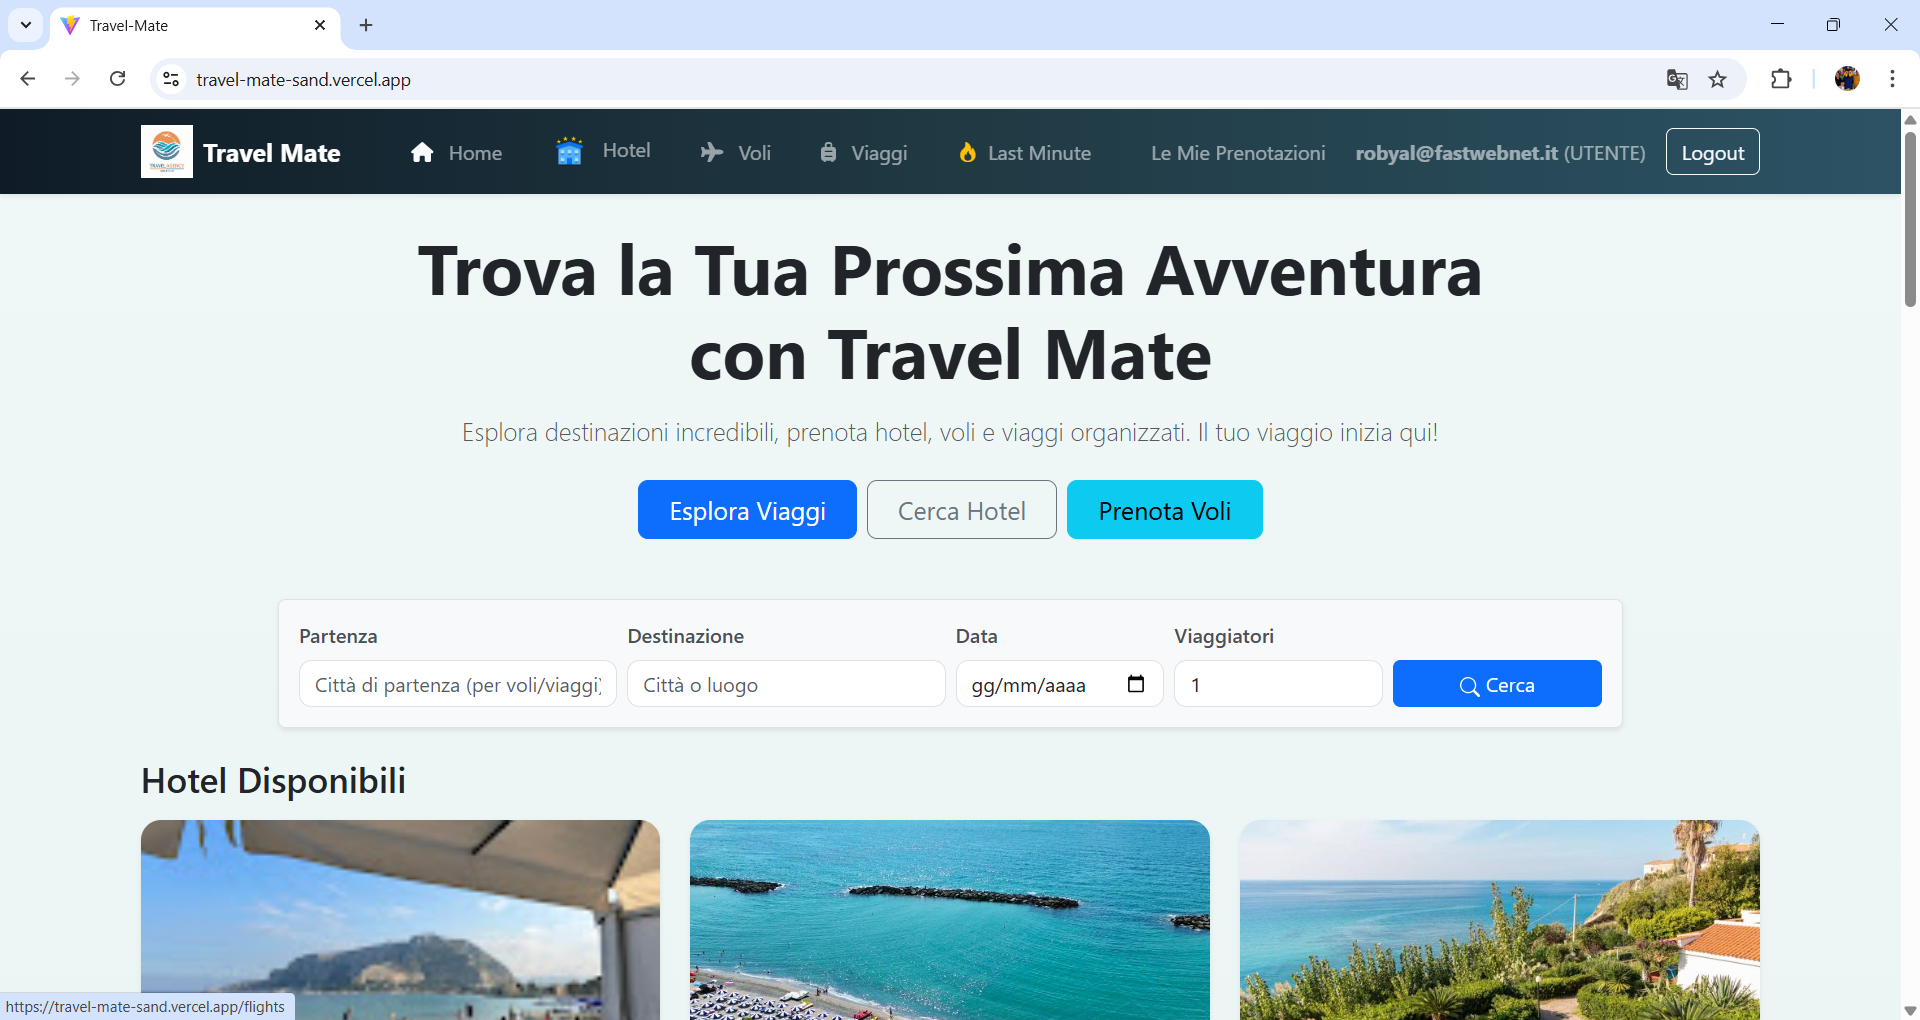 Travel-Mate
travel-mate-sand.vercel.app
Travel Mate
Home
Hotel
Voli
Viaggi
Last Minute
Le Mie Prenotazioni
robyal@fastwebnet.it (UTENTE)
Logout
Trova la Tua Prossima Avventura
con Travel Mate
Esplora destinazioni incredibili, prenota hotel, voli e viaggi organizzati. Il tuo viaggio inizia qui!
Esplora Viaggi
Cerca Hotel
Prenota Voli
Partenza
Destinazione
Data
Viaggiatori
Città di partenza (per voli/viaggi)
Città o luogo
gg/mm/aaaa
1
Cerca
Hotel Disponibili
https://travel-mate-sand.vercel.app/flights